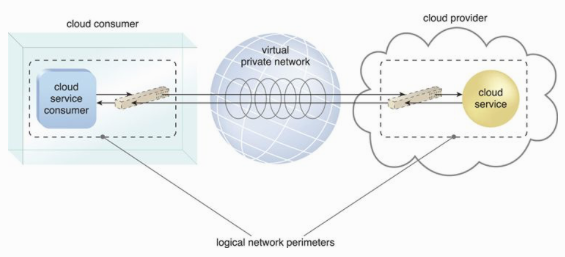 cloud consumer
cloud provider
virtual
private network
cloud
service
consumer
cloud
service
logical network perimeters